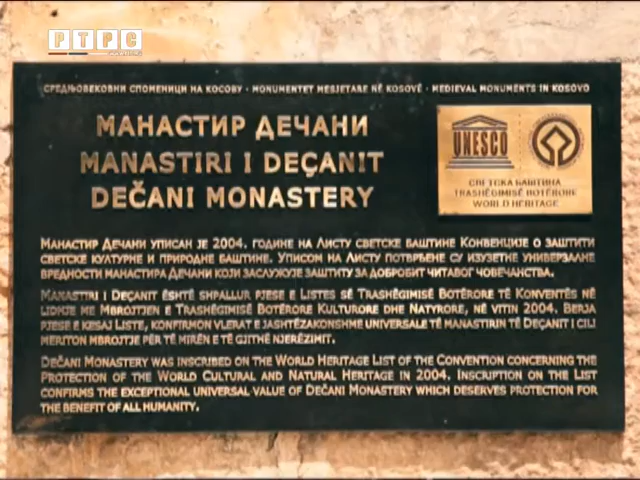 РТРС
СРЕДЊОВЕКОВНИ СПОМЕНИЦИ НА КОСОВУ · MONUMENTET MESJETARE NË KOSOVË · MEDIEVAL MONUMENTS IN KOSOVO
МАНАСТИР ДЕЧАНИ
MANASTIRI I DEÇANIT
DEČANI MONASTERY
UNESCO
СВЕТСКА БАШТИНА
TRASHËGIMISË BOTËRORE
WORLD HERITAGE
МАНАСТИР ДЕЧАНИ УПИСАН ЈЕ 2004. ГОДИНЕ НА ЛИСТУ СВЕТСКЕ БАШТИНЕ КОНВЕНЦИЈЕ О ЗАШТИТИ
СВЕТСКЕ КУЛТУРНЕ И ПРИРОДНЕ БАШТИНЕ. УПИСОМ НА ЛИСТУ ПОТВРЂЕНЕ СУ ИЗУЗЕТНЕ УНИВЕРЗАЛНЕ
ВРЕДНОСТИ МАНАСТИРА ДЕЧАНИ КОЈИ ЗАСЛУЖУЈЕ ЗАШТИТУ ЗА ДОБРОБИТ ЧИТАВОГ ЧОВЕЧАНСТВА.
MANASTIRI I DEÇANIT ËSHTË SHPALLUR PJESE E LISTES SË TRASHËGIMISË BOTËRORE TË KONVENTËS NË
LIDHJE ME MBROJTJEN E TRASHËGIMISË BOTËRORE KULTURORE DHE NATYRORE, NË VITIN 2004. BERJA
PJESE E KESAJ LISTE, KONFIRMON VLERAT E JASHTËZAKONSHME UNIVERSALE TË MANASTIRIN TË DEÇANIT I CILI
MERITON MBROJTJE PËR TË MIRËN E TË GJITHË NJERËZIMIT.
DEČANI MONASTERY WAS INSCRIBED ON THE WORLD HERITAGE LIST OF THE CONVENTION CONCERNING THE
PROTECTION OF THE WORLD CULTURAL AND NATURAL HERITAGE IN 2004. INSCRIPTION ON THE LIST
CONFIRMS THE EXCEPTIONAL UNIVERSAL VALUE OF DEČANI MONASTERY WHICH DESERVES PROTECTION FOR
THE BENEFIT OF ALL HUMANITY.